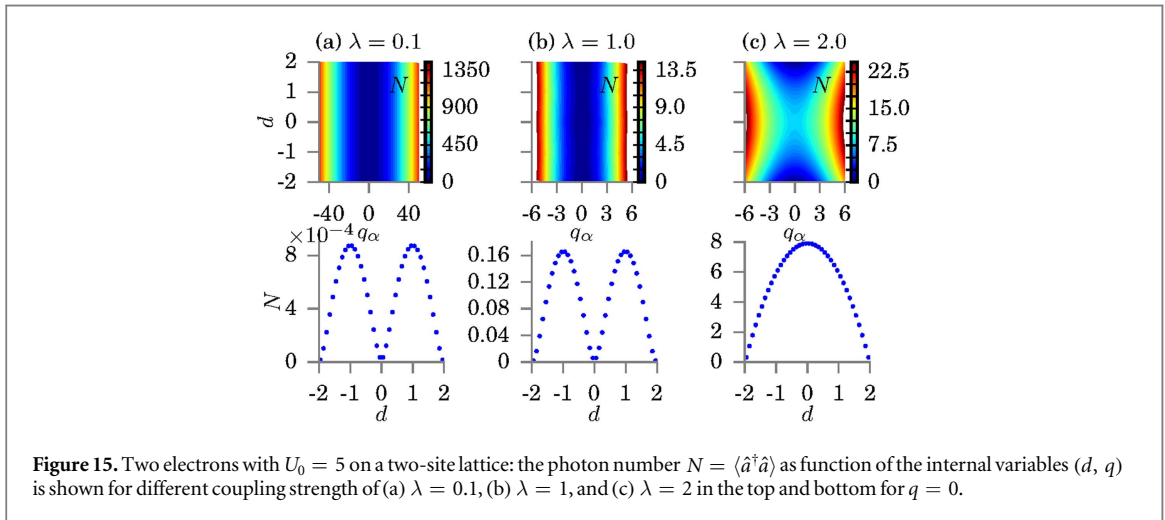 (a) λ = 0.1 (b) λ = 1.0 (c) λ = 2.0
2 1350 13.5 22.5
1 N N N
d 0 900 9.0 15.0
-1 450 4.5 7.5
-2 0 0 0
-40 0 40 -6 -3 0 3 6 -6 -3 0 3 6
×10⁻⁴ qα qα qα
8 0.16 8
0.12 6
N 4 0.08 4
0.04 2
0 0 0
-2 -1 0 1 2 -2 -1 0 1 2 -2 -1 0 1 2
d d d
Figure 15. Two electrons with U₀ = 5 on a two-site lattice: the photon number N = ⟨â†â⟩ as function of the internal variables (d, q)
is shown for different coupling strength of (a) λ = 0.1, (b) λ = 1, and (c) λ = 2 in the top and bottom for q = 0.